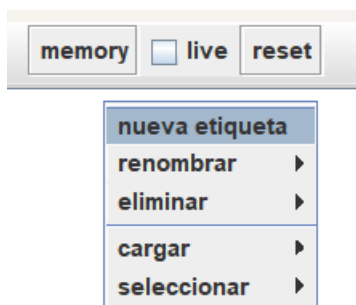 memory live reset
nueva etiqueta
renombrar
eliminar
cargar
seleccionar